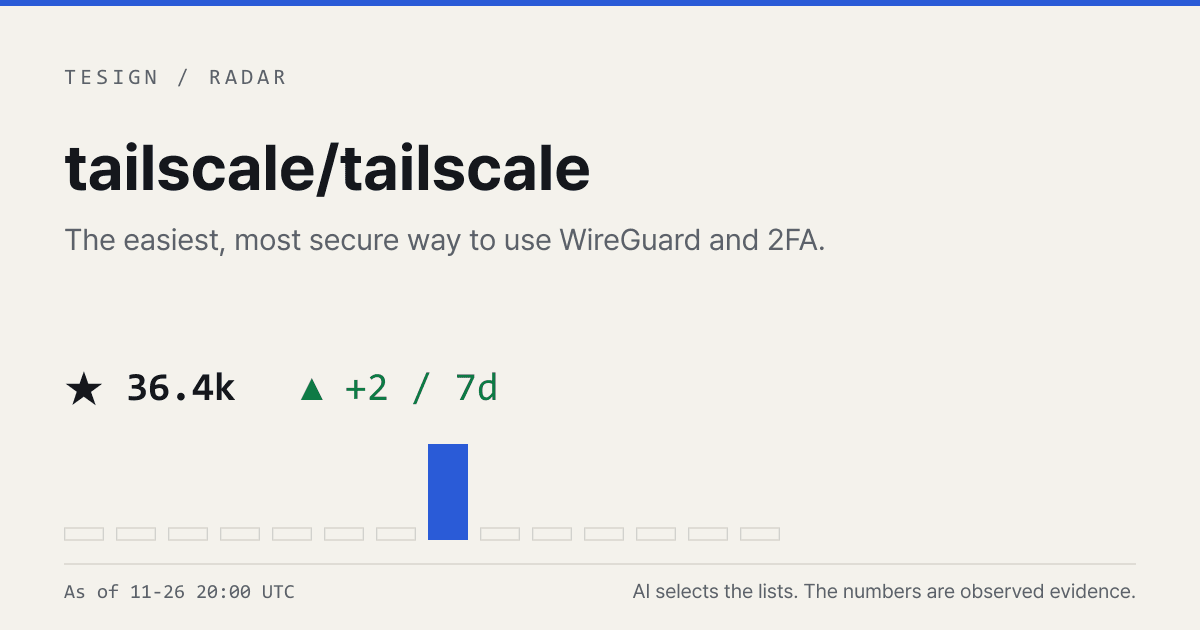 TESIGN / RADAR
tailscale/tailscale
The easiest, most secure way to use WireGuard and 2FA.
★ 36.4k ▲ +2 / 7d
As of 11-26 20:00 UTC
AI selects the lists. The numbers are observed evidence.